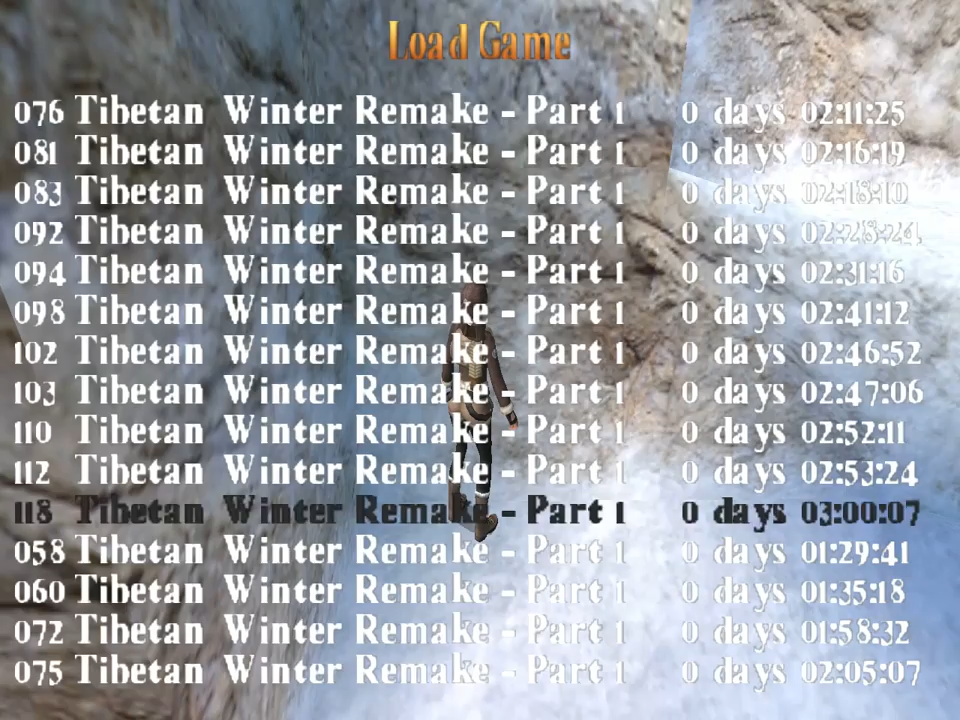 Load Game
076 Tibetan Winter Remake - Part 1 0 days 02:11:25
081 Tibetan Winter Remake - Part 1 0 days 02:16:19
083 Tibetan Winter Remake - Part 1 0 days 02:18:10
092 Tibetan Winter Remake - Part 1 0 days 02:28:24
094 Tibetan Winter Remake - Part 1 0 days 02:31:16
098 Tibetan Winter Remake - Part 1 0 days 02:41:12
102 Tibetan Winter Remake - Part 1 0 days 02:46:52
103 Tibetan Winter Remake - Part 1 0 days 02:47:06
110 Tibetan Winter Remake - Part 1 0 days 02:52:11
112 Tibetan Winter Remake - Part 1 0 days 02:53:24
118 Tibetan Winter Remake - Part 1 0 days 03:00:07
058 Tibetan Winter Remake - Part 1 0 days 01:29:41
060 Tibetan Winter Remake - Part 1 0 days 01:35:18
072 Tibetan Winter Remake - Part 1 0 days 01:58:32
075 Tibetan Winter Remake - Part 1 0 days 02:05:07